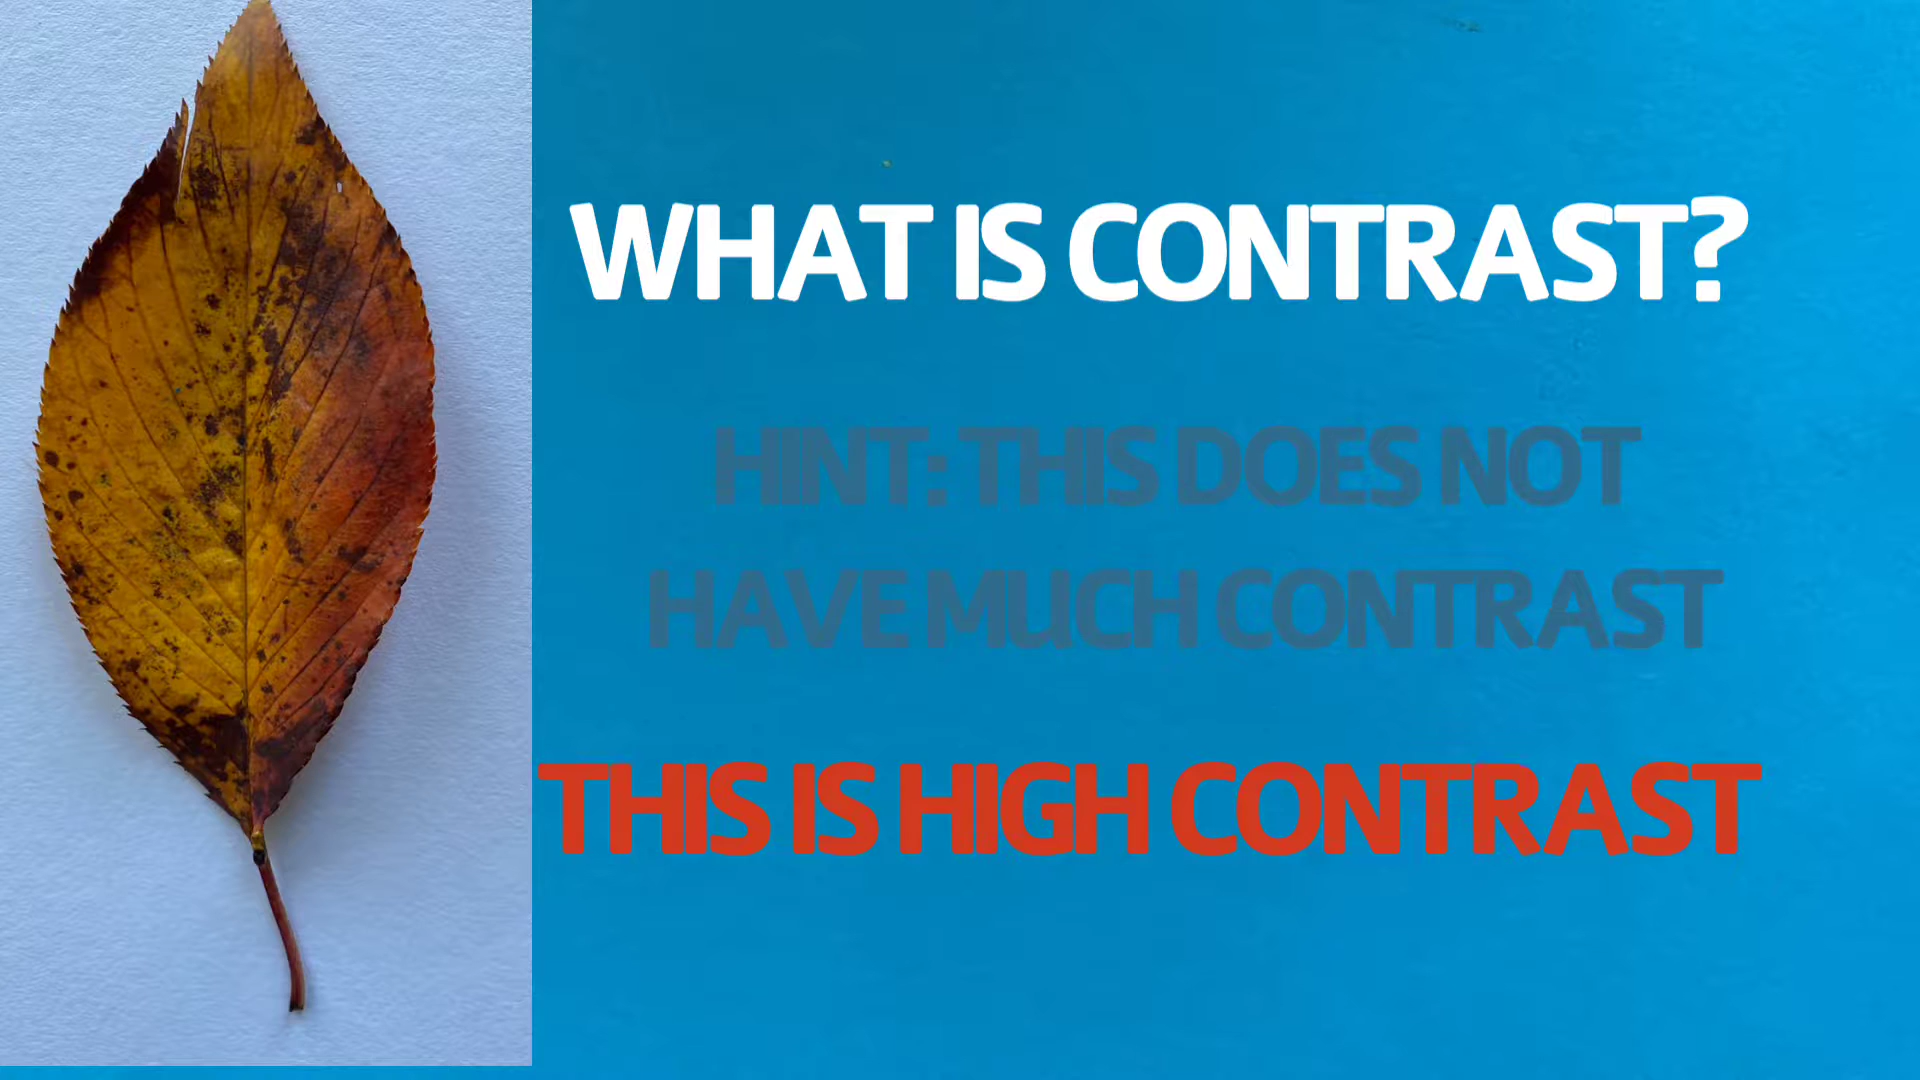 WHAT IS CONTRAST?
HINT: THIS DOES NOT
HAVE MUCH CONTRAST
THIS IS HIGH CONTRAST